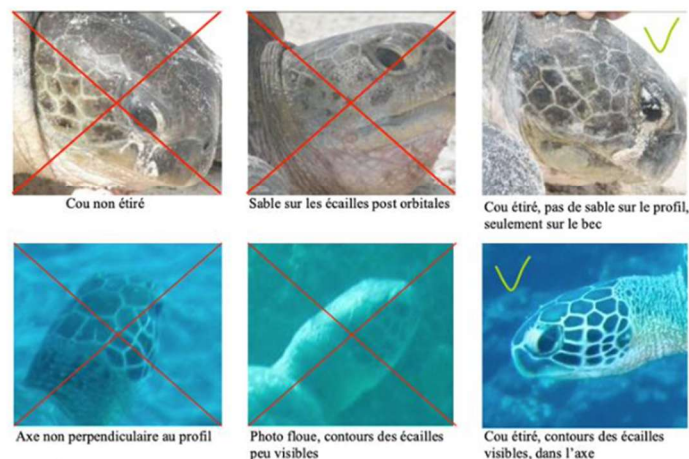 Cou non étiré
Sable sur les écailles post orbitales
Cou étiré, pas de sable sur le profil,
seulement sur le bec
Axe non perpendiculaire au profil
Photo floue, contours des écailles
peu visibles
Cou étiré, contours des écailles
visibles, dans l'axe